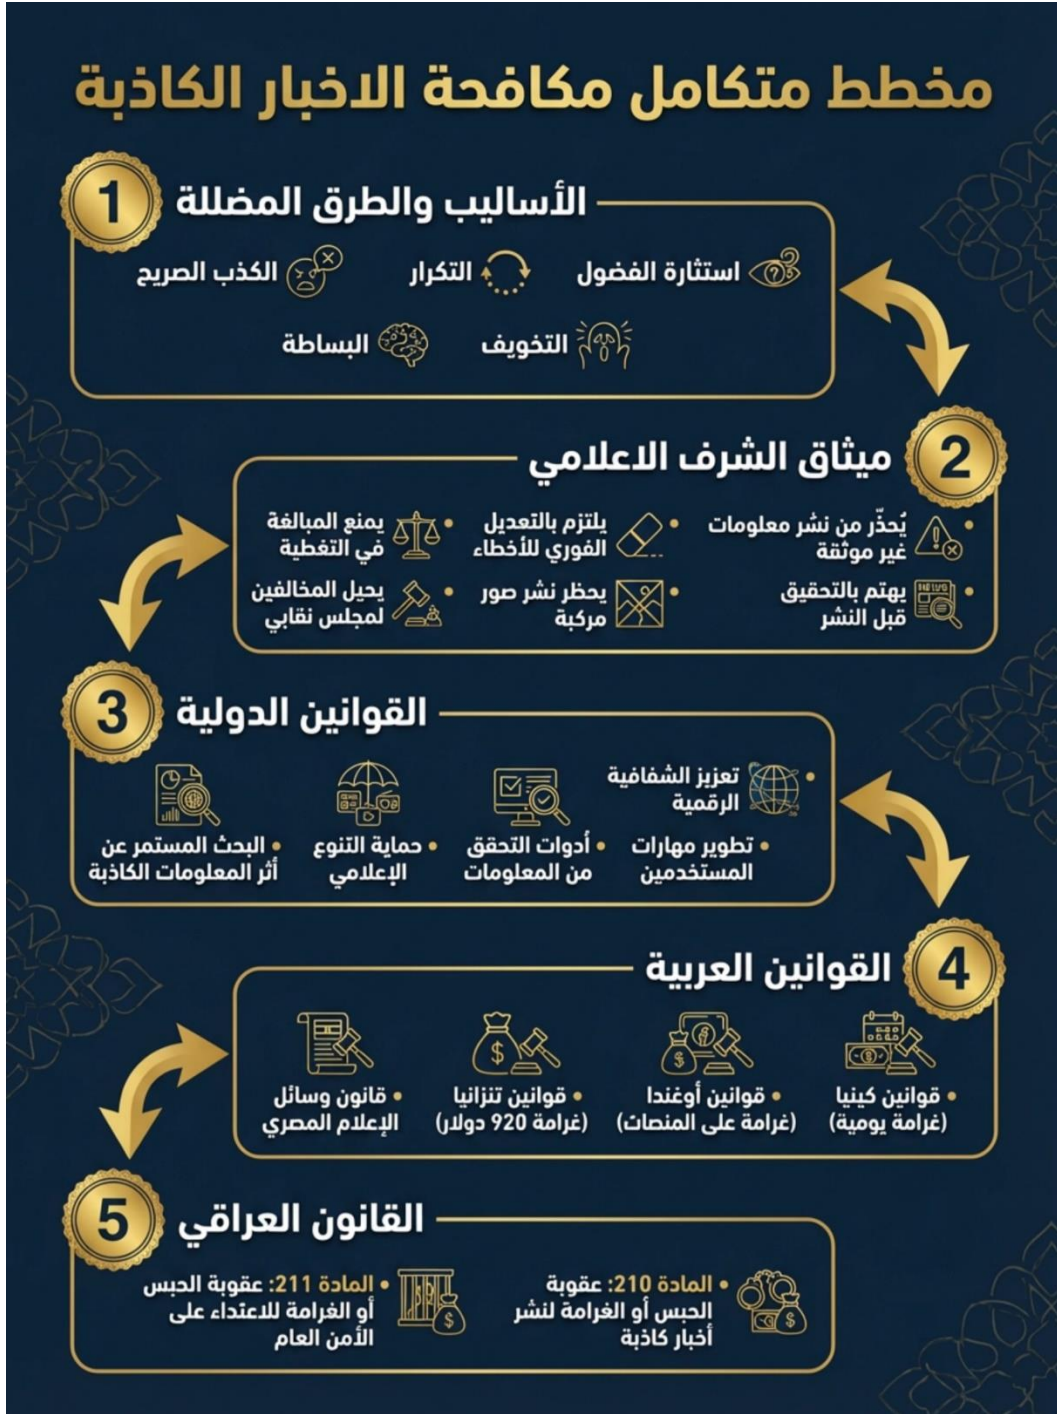 مخطط متكامل مكافحة الاخبار الكاذبة
1
الأساليب والطرق المضللة
استثارة الفضول
التكرار
الكذب الصريح
التخويف
البساطة
2
ميثاق الشرف الاعلامي
• يُحذّر من نشر معلومات
غير موثقة
• يلتزم بالتعديل
الفوري للأخطاء
• يمنع المبالغة
في التغطية
• يهتم بالتحقيق
قبل النشر
• يحظر نشر صور
مركبة
• يحيل المخالفين
لمجلس نقابي
3
القوانين الدولية
• تعزيز الشفافية
الرقمية
• تطوير مهارات
المستخدمين
• أدوات التحقق
من المعلومات
• حماية التنوع
الإعلامي
• البحث المستمر عن
أثر المعلومات الكاذبة
4
القوانين العربية
• قوانين كينيا
(غرامة يومية)
• قوانين أوغندا
(غرامة على المنصات)
• قوانين تنزانيا
(غرامة 920 دولار)
• قانون وسائل
الإعلام المصري
5
القانون العراقي
• المادة 210: عقوبة
الحبس أو الغرامة لنشر
أخبار كاذبة
• المادة 211: عقوبة الحبس
أو الغرامة للاعتداء على
الأمن العام